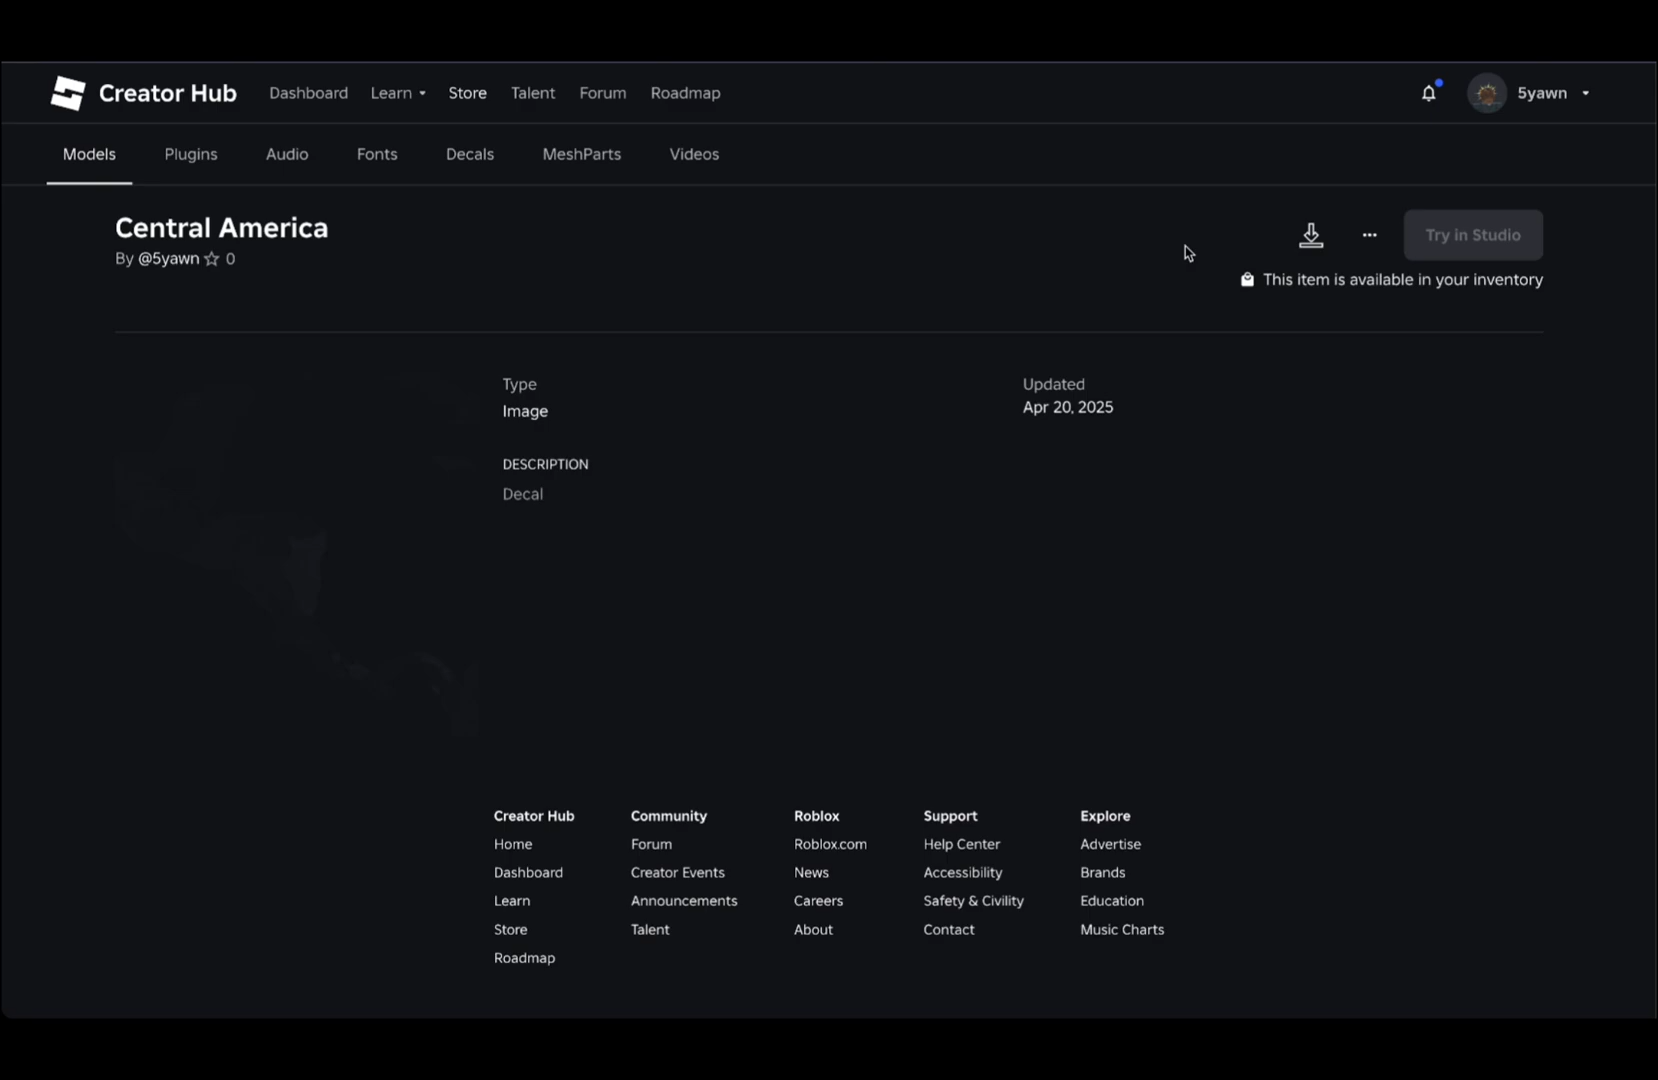 Creator Hub Dashboard Learn Store Talent Forum Roadmap 5yawn
Models Plugins Audio Fonts Decals MeshParts Videos
Central America
By @5yawn 0
Try in Studio
This item is available in your inventory
Type
Image
Updated
Apr 20, 2025
DESCRIPTION
Decal
Creator Hub
Home
Dashboard
Learn
Store
Roadmap
Community
Forum
Creator Events
Announcements
Talent
Roblox
Roblox.com
News
Careers
About
Support
Help Center
Accessibility
Safety & Civility
Contact
Explore
Advertise
Brands
Education
Music Charts